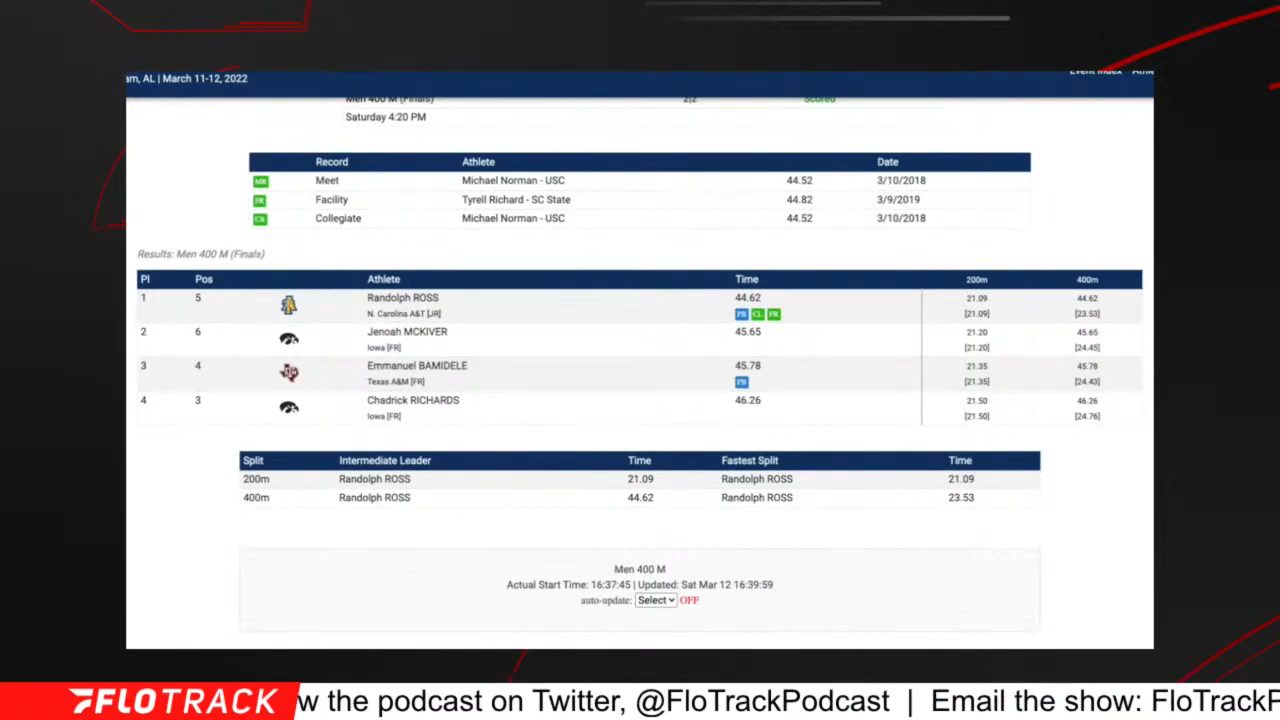 am, AL | March 11-12, 2022
Event Index
Men 400 M (Finals) 2|2 Scored
Saturday 4:20 PM
Record Athlete Date
MR Meet Michael Norman - USC 44.52 3/10/2018
FR Facility Tyrell Richard - SC State 44.82 3/9/2019
CR Collegiate Michael Norman - USC 44.52 3/10/2018
Results: Men 400 M (Finals)
Pl Pos Athlete Time 200m 400m
1 5 Randolph ROSS 44.62 21.09 44.62
N. Carolina A&T [JR] PB CL FR [21.09] [23.53]
2 6 Jenoah MCKIVER 45.65 21.20 45.65
Iowa [FR] [21.20] [24.45]
3 4 Emmanuel BAMIDELE 45.78 21.35 45.78
Texas A&M [FR] PB [21.35] [24.43]
4 3 Chadrick RICHARDS 46.26 21.50 46.26
Iowa [FR] [21.50] [24.76]
Split Intermediate Leader Time Fastest Split Time
200m Randolph ROSS 21.09 Randolph ROSS 21.09
400m Randolph ROSS 44.62 Randolph ROSS 23.53
Men 400 M
Actual Start Time: 16:37:45 | Updated: Sat Mar 12 16:39:59
auto-update: Select OFF
FLOTRACK w the podcast on Twitter, @FloTrackPodcast | Email the show: FloTrackP